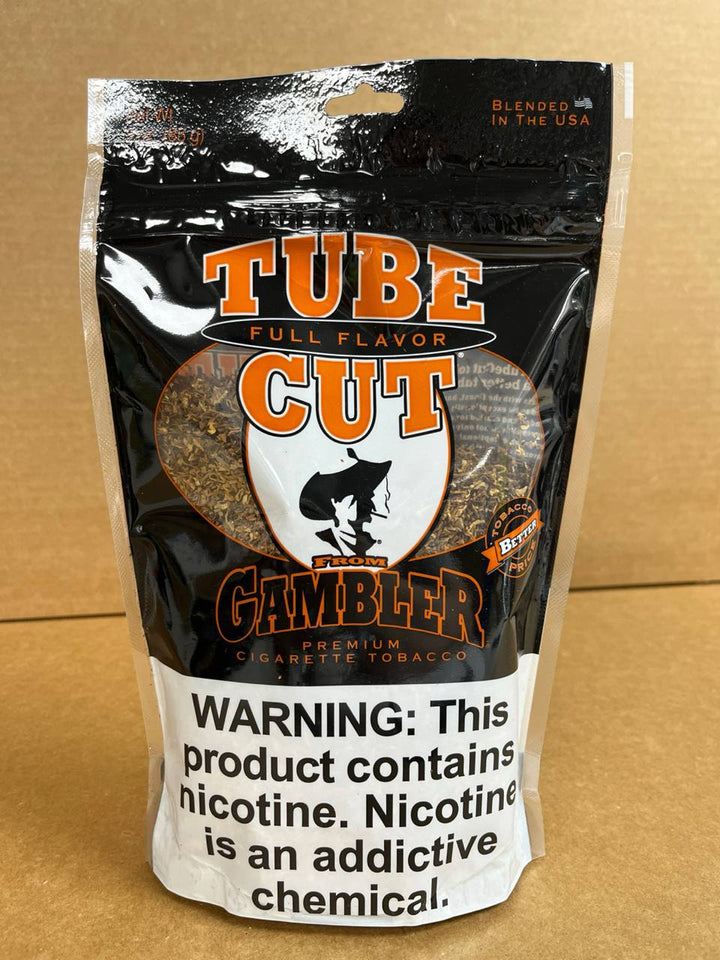 BLENDED
IN THE USA
TUBE
FULL FLAVOR
CUT
FROM
GAMBLER
PREMIUM
CIGARETTE TOBACCO
TOBACCO
BETTER
PRICE
WARNING: This
product contains
nicotine. Nicotine
is an addictive
chemical.